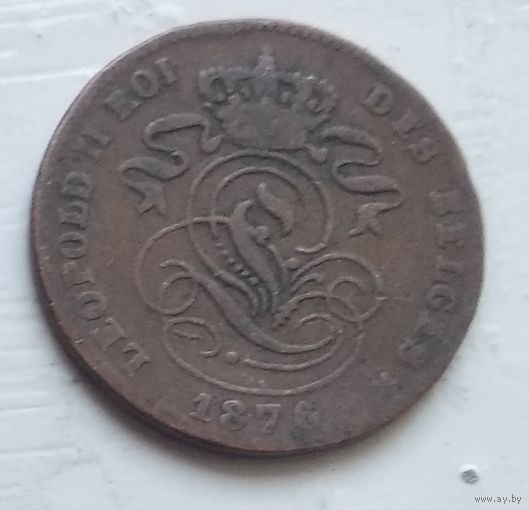 LEOPOLD II ROI DES BELGES
1876
www.ay.by